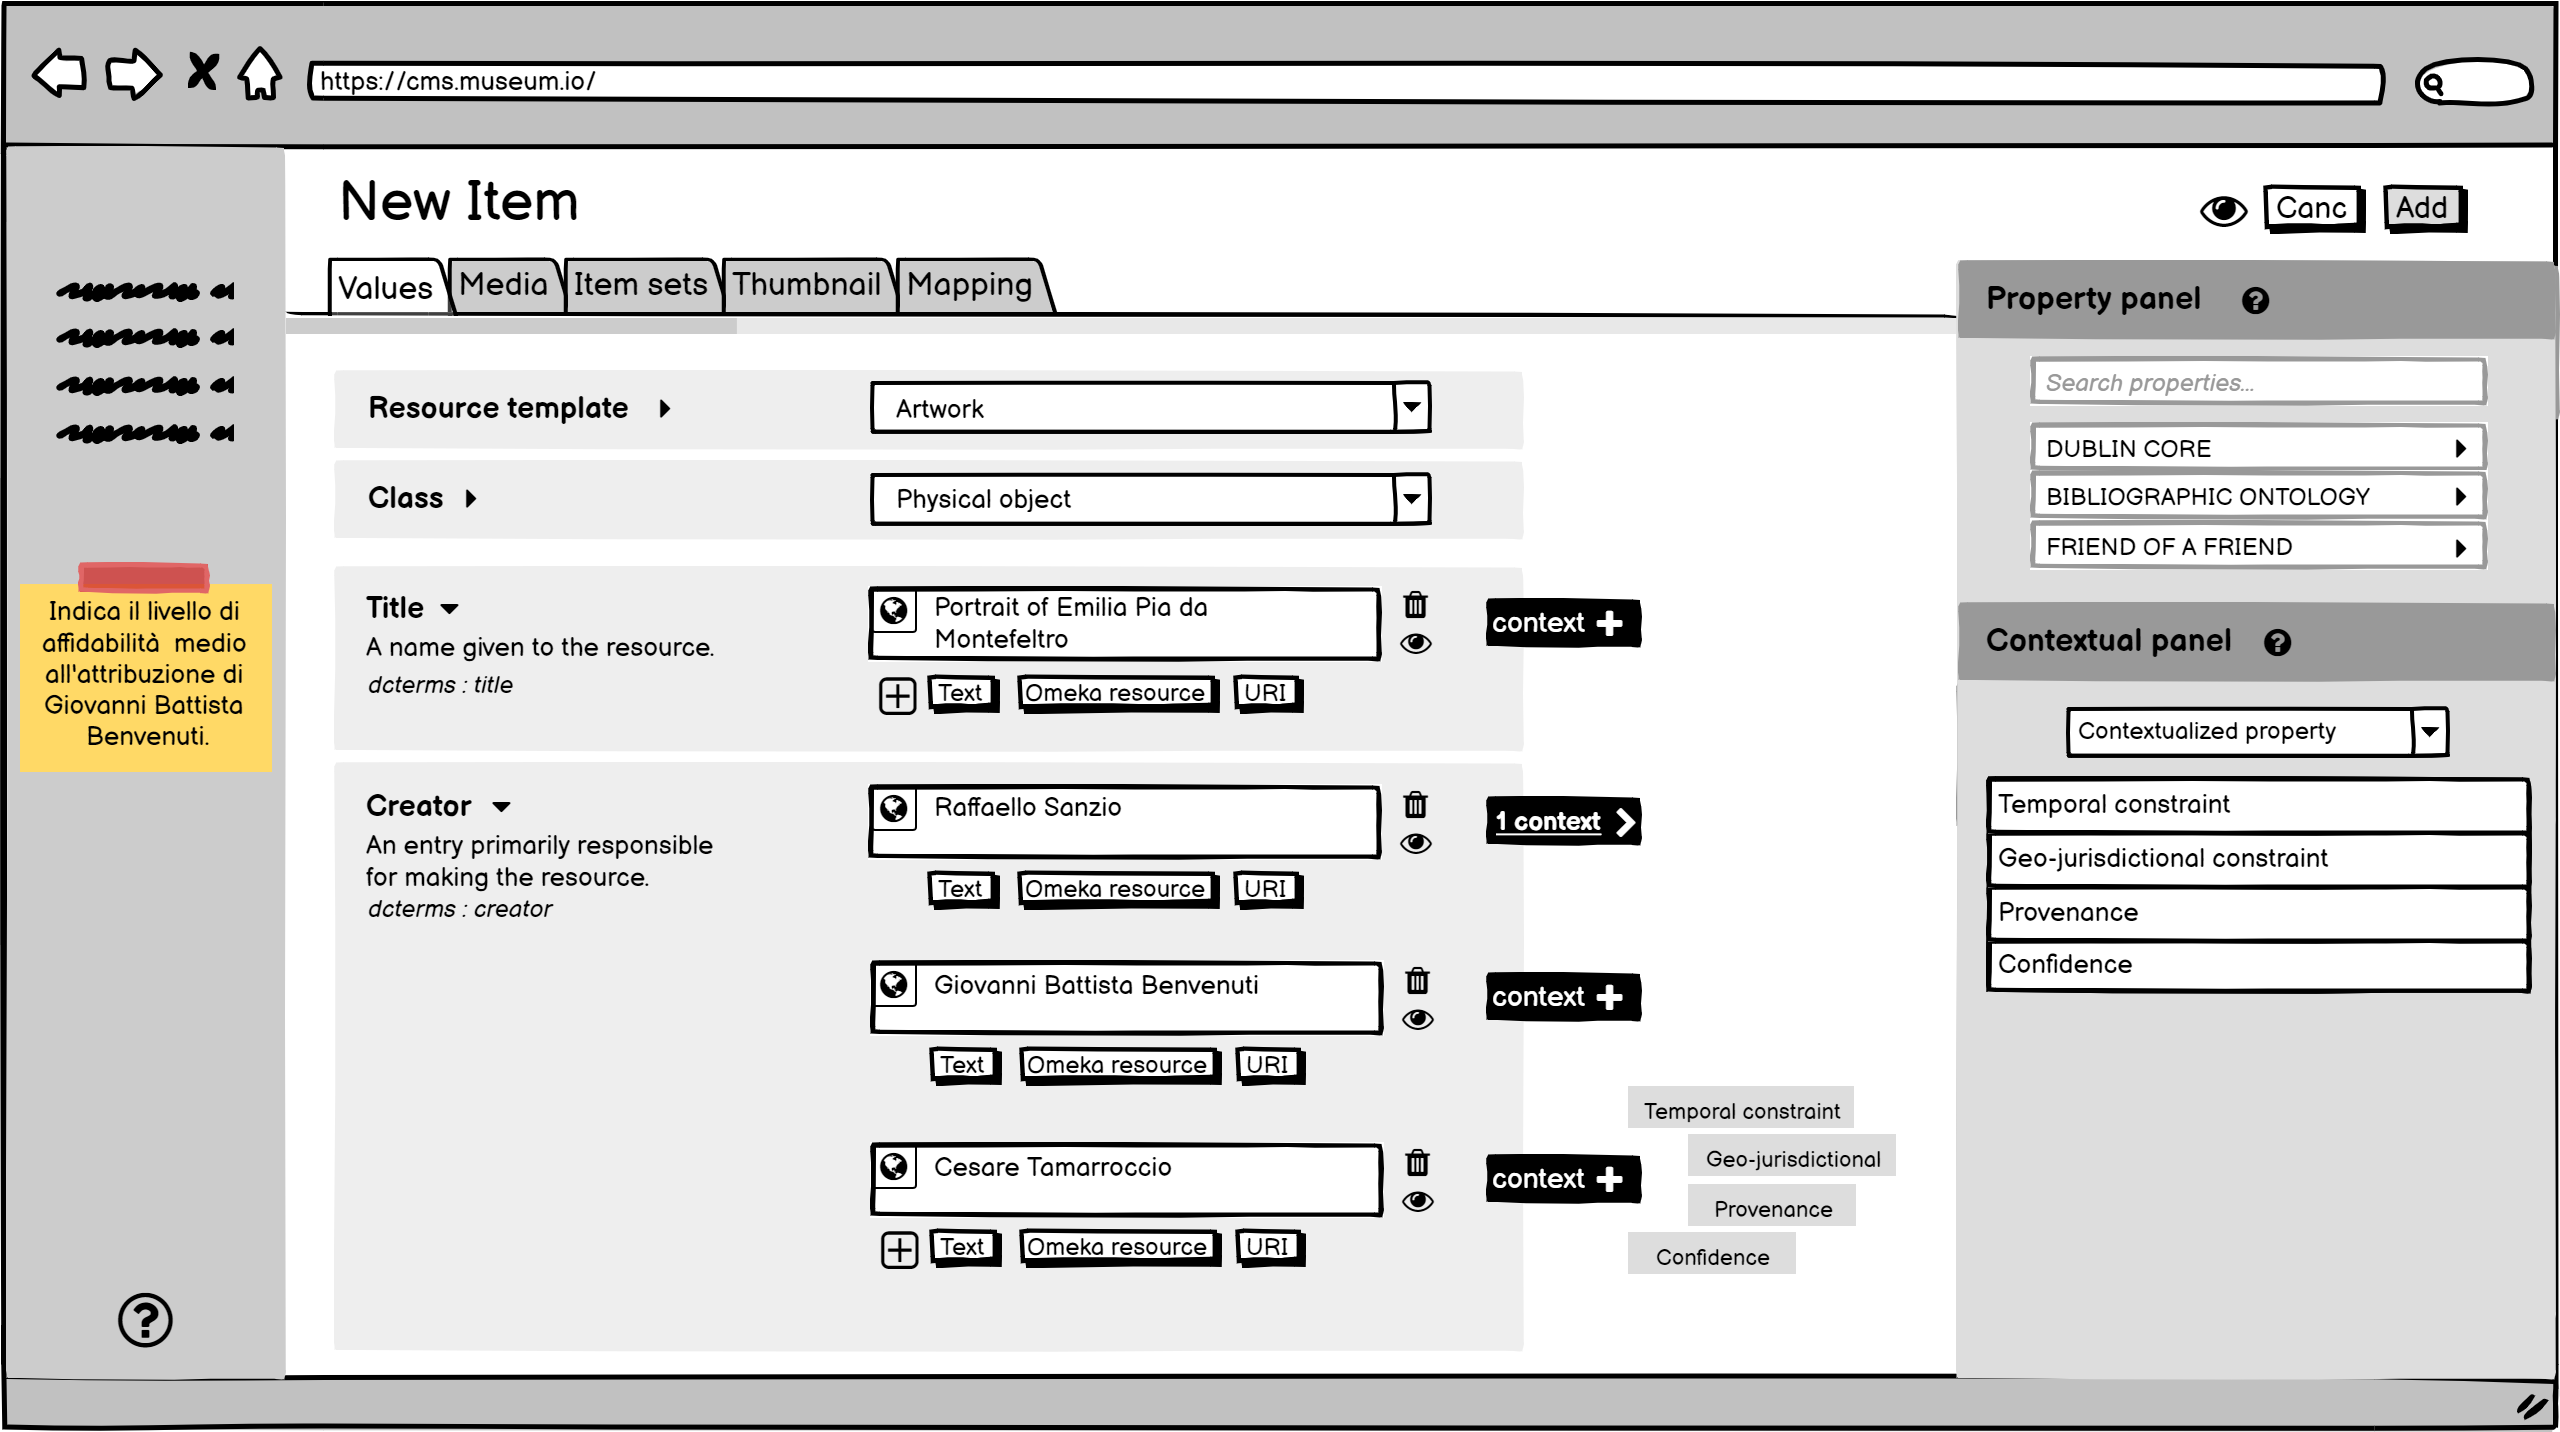 https://cms.museum.io/
New Item
Canc
Add
Values
Media
Item sets
Thumbnail
Mapping
Resource template
Artwork
Class
Physical object
Indica il livello di
affidabilità  medio
all'attribuzione di
Giovanni Battista
Benvenuti.
Title
A name given to the resource.
dcterms : title
Portrait of Emilia Pia da
Montefeltro
context
Text
Omeka resource
URI
Creator
An entry primarily responsible
for making the resource.
dcterms : creator
Raffaello Sanzio
1 context
Text
Omeka resource
URI
Giovanni Battista Benvenuti
context
Text
Omeka resource
URI
Cesare Tamarroccio
context
Text
Omeka resource
URI
Temporal constraint
Geo-jurisdictional
Provenance
Confidence
Property panel
?
Search properties...
DUBLIN CORE
BIBLIOGRAPHIC ONTOLOGY
FRIEND OF A FRIEND
Contextual panel
?
Contextualized property
Temporal constraint
Geo-jurisdictional constraint
Provenance
Confidence
?